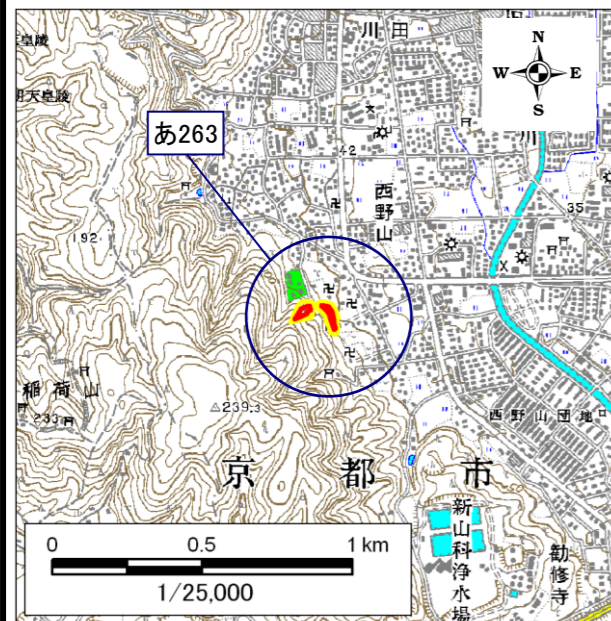 皇陵
川田
N
W E
S
天皇陵
あ263
川
42
西野山
35
192
稲荷山
233
239.3
西野山団地
京都市
新山科浄水場
勧修寺
0 0.5 1 km
1/25,000